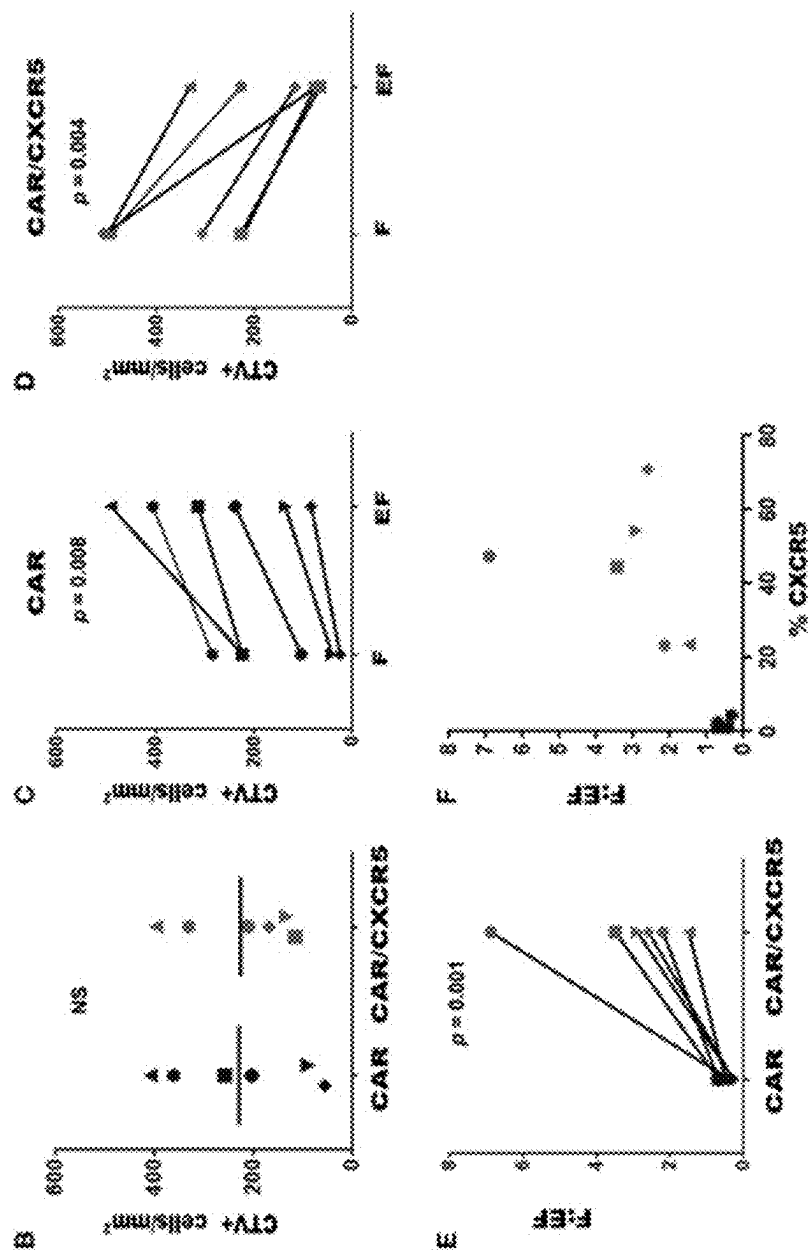 B
NS
CTV+ cells/mm²
600
400
200
0
CAR CAR/CXCR5
C
CAR
p = 0.008
CTV+ cells/mm²
600
400
200
0
F EF
D
CAR/CXCR5
p = 0.004
CTV+ cells/mm²
600
400
200
0
F EF
E
p = 0.001
F:EF
8
6
4
2
0
CAR CAR/CXCR5
F
F:EF
8
7
6
5
4
3
2
1
0
0 20 40 60 80
% CXCR5